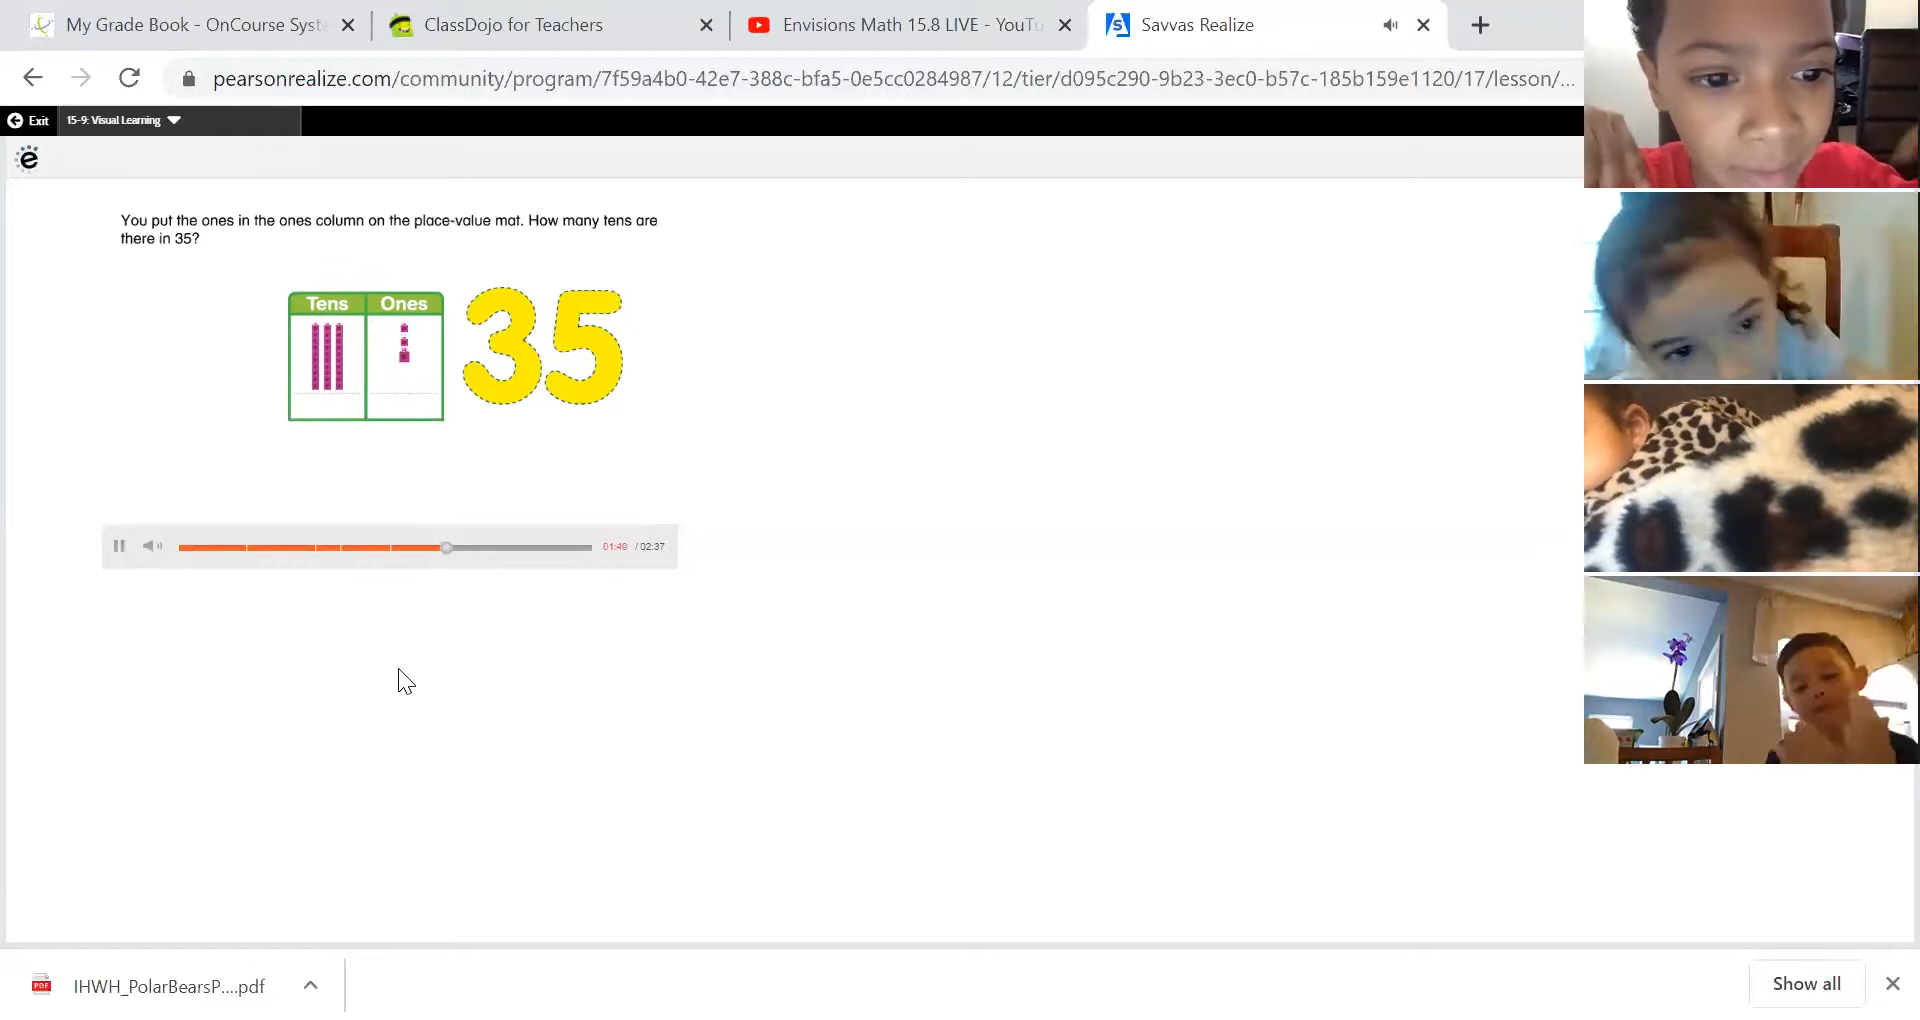 My Grade Book - OnCourse Syste
ClassDojo for Teachers
Envisions Math 15.8 LIVE - YouTu
Savvas Realize
pearsonrealize.com/community/program/7f59a4b0-42e7-388c-bfa5-0e5cc0284987/12/tier/d095c290-9b23-3ec0-b57c-185b159e1120/17/lesson/...
Exit
15-9: Visual Learning
e
You put the ones in the ones column on the place-value mat. How many tens are
there in 35?
Tens Ones
35
01:40 / 02:37
PDF
IHWH_PolarBearsP....pdf
Show all